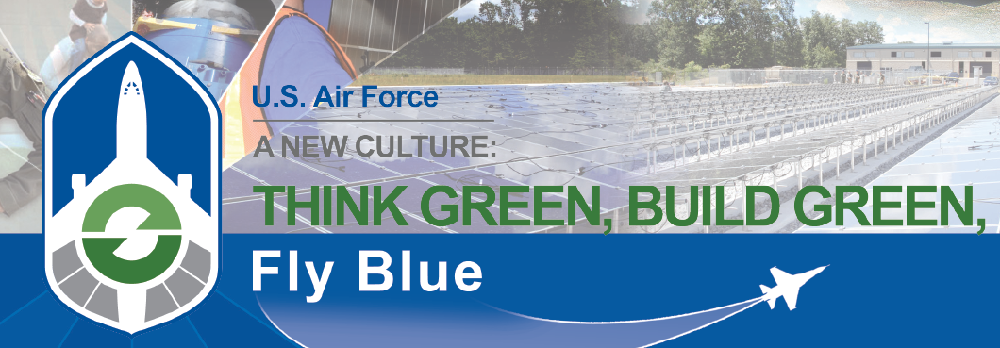 U.S. Air Force
A NEW CULTURE:
THINK GREEN, BUILD GREEN,
Fly Blue